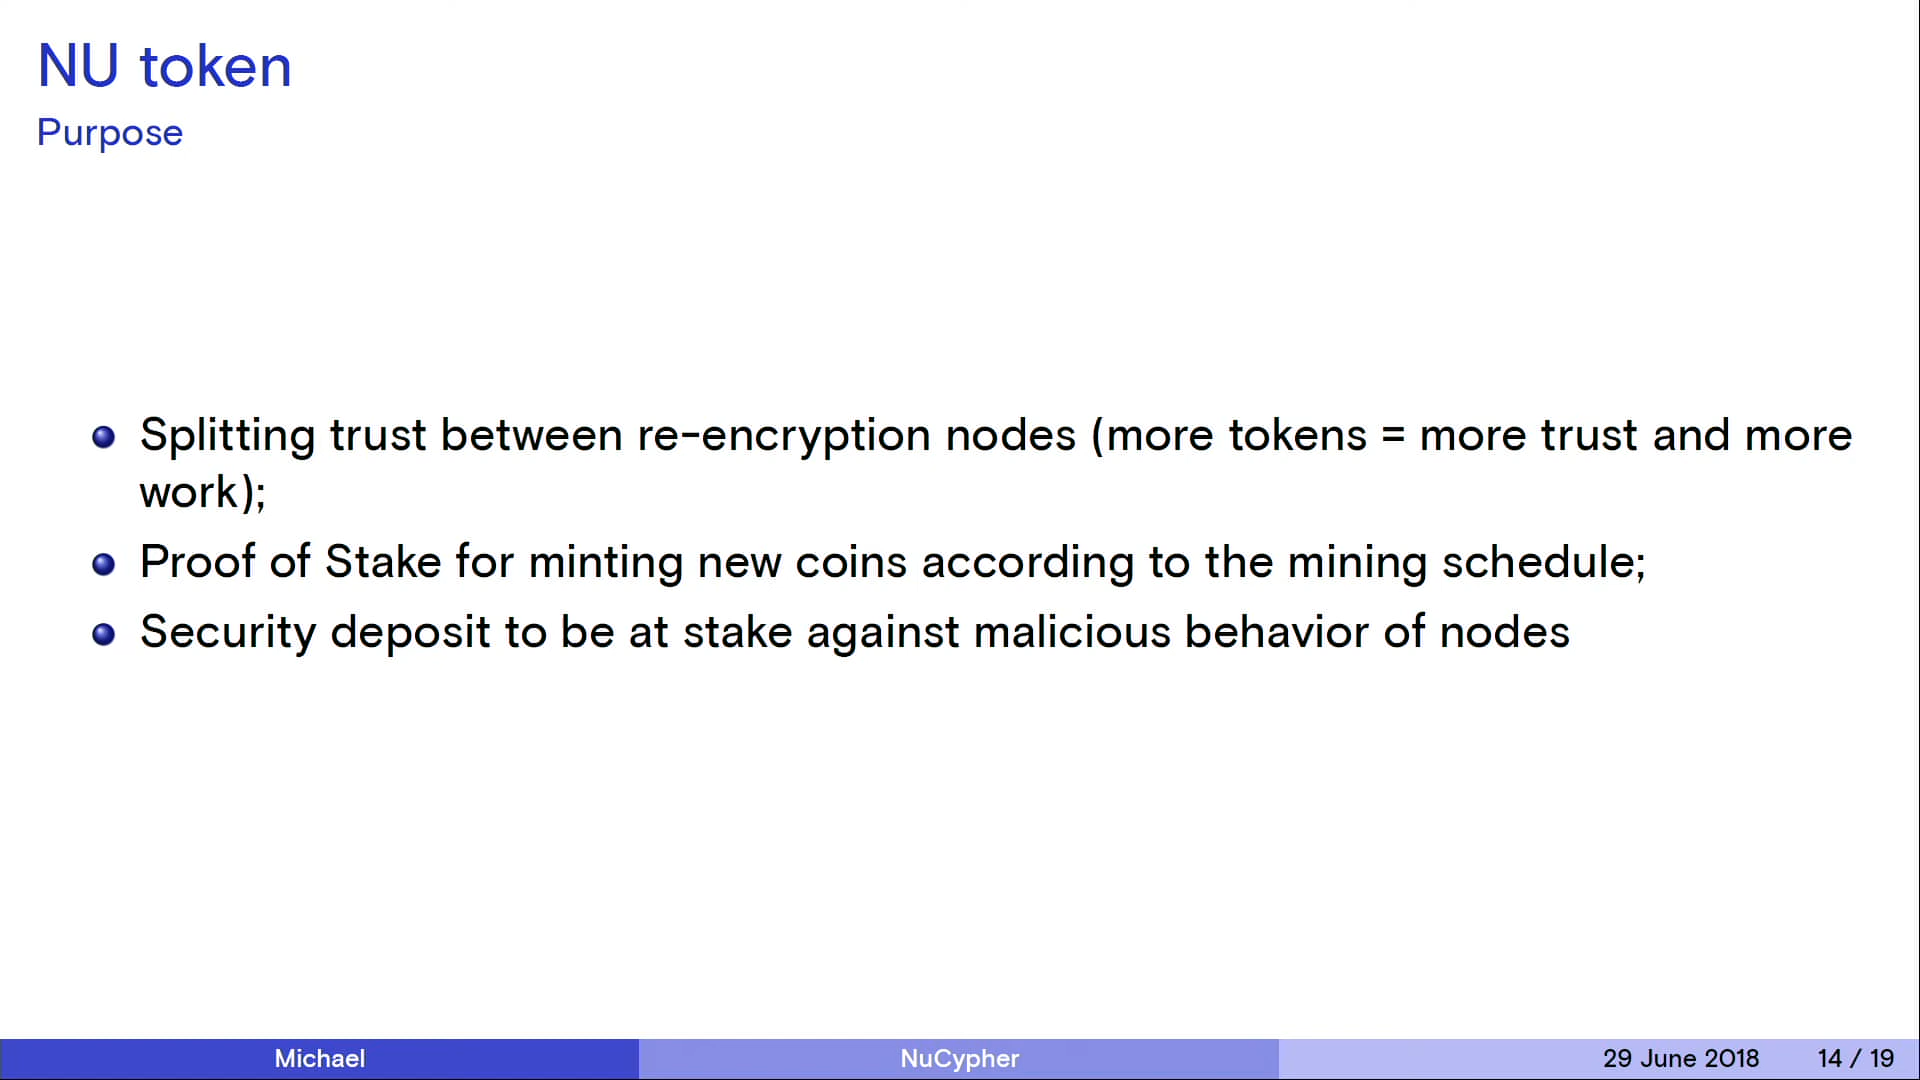 NU token
Purpose
Splitting trust between re-encryption nodes (more tokens = more trust and more
work);
Proof of Stake for minting new coins according to the mining schedule;
Security deposit to be at stake against malicious behavior of nodes
Michael
NuCypher
29 June 2018
14 / 19